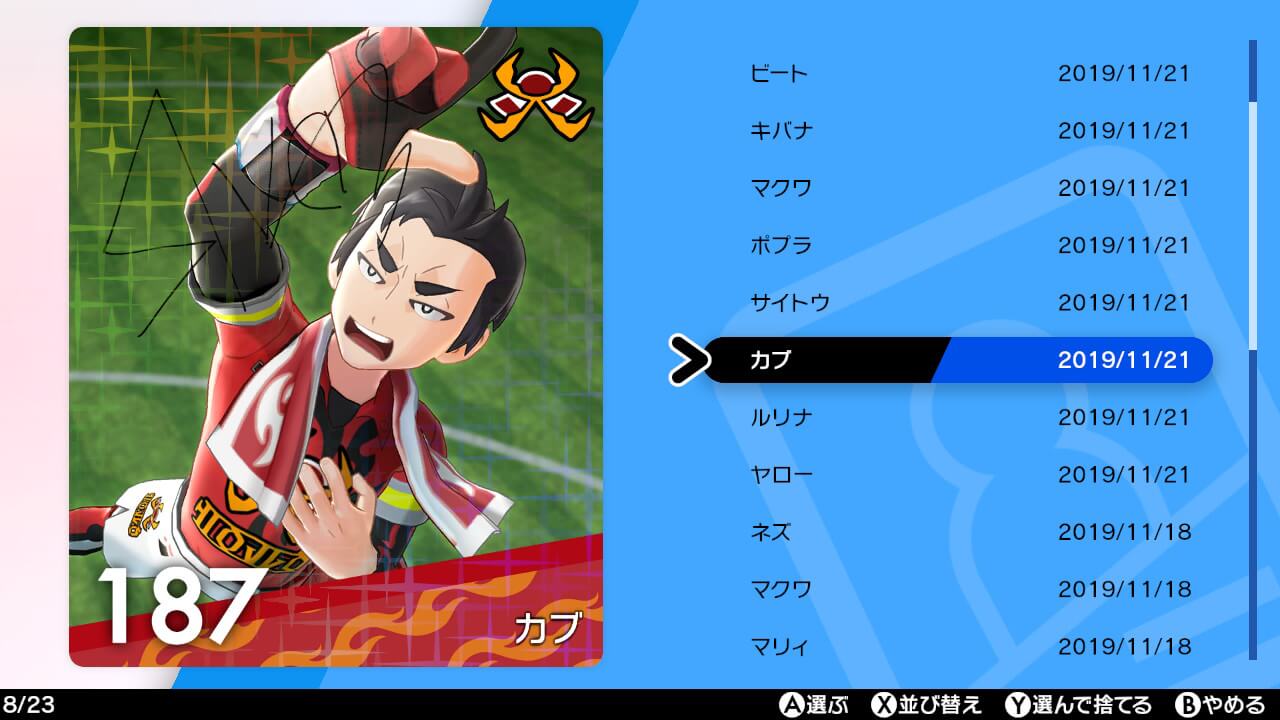 187
カブ
ビート 2019/11/21
キバナ 2019/11/21
マクワ 2019/11/21
ポプラ 2019/11/21
サイトウ 2019/11/21
カブ 2019/11/21
ルリナ 2019/11/21
ヤロー 2019/11/21
ネズ 2019/11/18
マクワ 2019/11/18
マリィ 2019/11/18
8/23 A選ぶ X並び替え Y選んで捨てる Bやめる